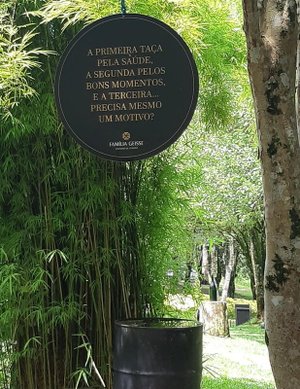 A PRIMEIRA TAÇA
PELA SAÚDE,
A SEGUNDA PELOS
BONS MOMENTOS,
E A TERCEIRA...
PRECISA MESMO
UM MOTIVO?
FAMÍLIA GEISSE